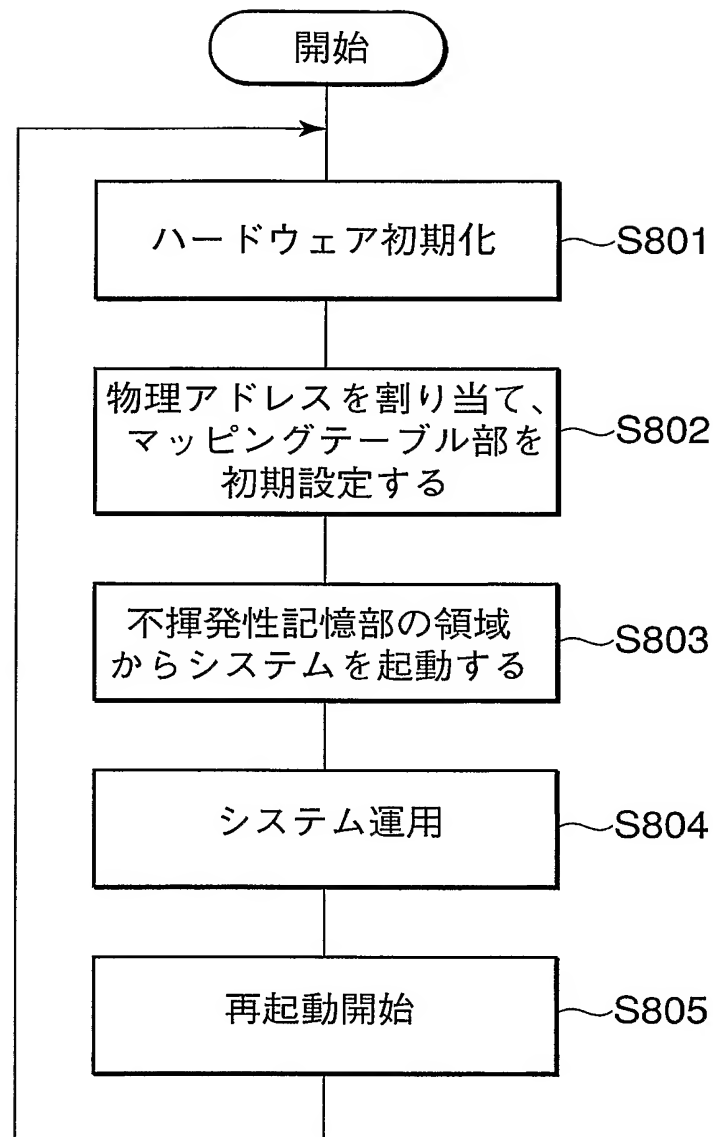 開始
ハードウェア初期化
S801
物理アドレスを割り当て、
マッピングテーブル部を
初期設定する
S802
不揮発性記憶部の領域
からシステムを起動する
S803
システム運用
S804
再起動開始
S805